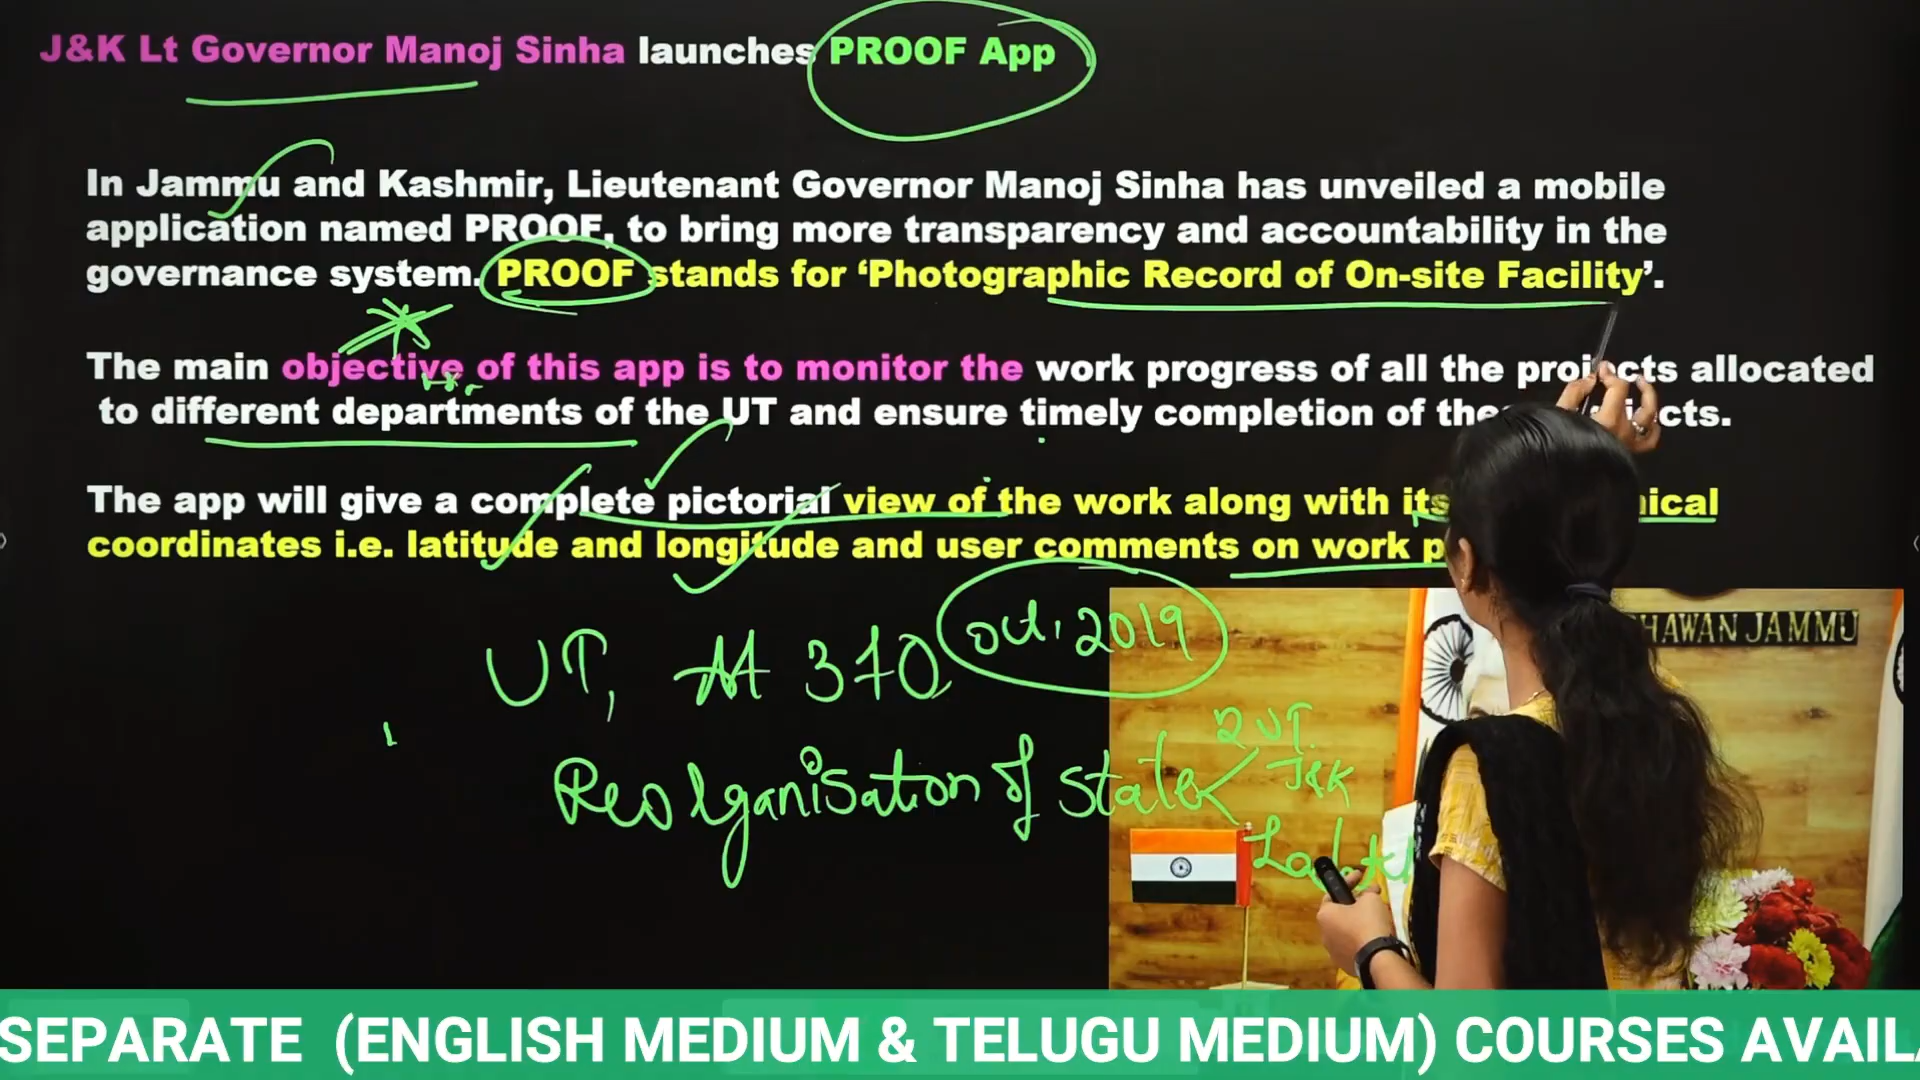 J&K Lt Governor Manoj Sinha launches PROOF App
In Jammu and Kashmir, Lieutenant Governor Manoj Sinha has unveiled a mobile
application named PROOF, to bring more transparency and accountability in the
governance system. PROOF stands for ‘Photographic Record of On-site Facility’.
The main objective of this app is to monitor the work progress of all the projects allocated
to different departments of the UT and ensure timely completion of
The app will give a complete pictorial view of the work along with its
coordinates i.e. latitude and longitude and user comments on work
UT, Art 370 Oct, 2019
Reorganisation of state
2 UT
J&K
HAWAN JAMMU
SEPARATE (ENGLISH MEDIUM & TELUGU MEDIUM) COURSES